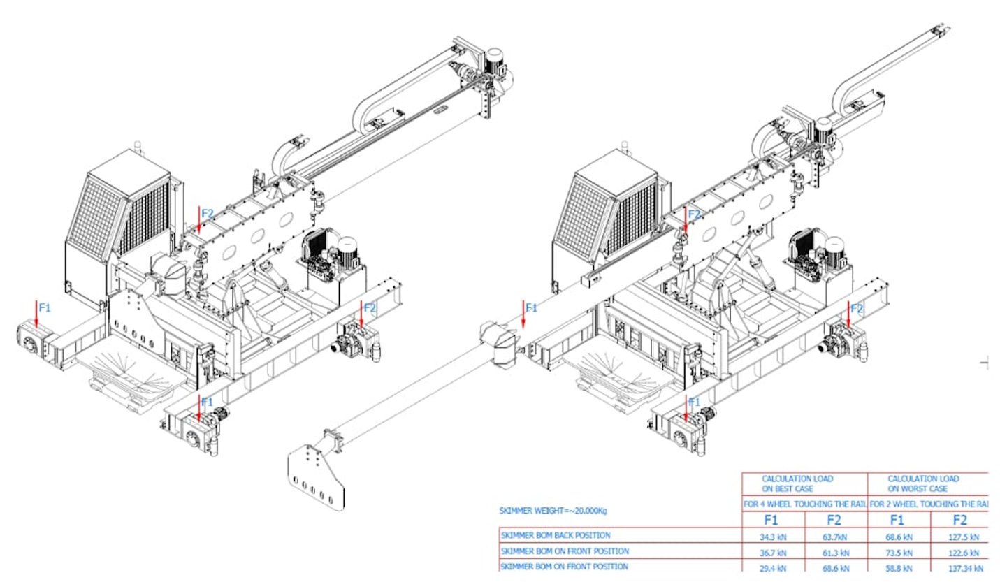 F2
F2
F1
F2
F1
F2
F1
F1
CALCULATION LOAD
ON BEST CASE
CALCULATION LOAD
ON WORST CASE
SKIMMER WEIGHT=~20.000Kg
FOR 4 WHEEL TOUCHING THE RAIL
FOR 2 WHEEL TOUCHING THE RAI
F1 F2 F1 F2
SKIMMER BOM BACK POSITION 34.3 kN 63.7kN 68.6 kN 127.5 kN
SKIMMER BOM ON FRONT POSITION 36.7 kN 61.3 kN 73.5 kN 122.6 kN
SKIMMER BOM ON FRONT POSITION 29.4 kN 68.6 kN 58.8 kN 137.34 kN